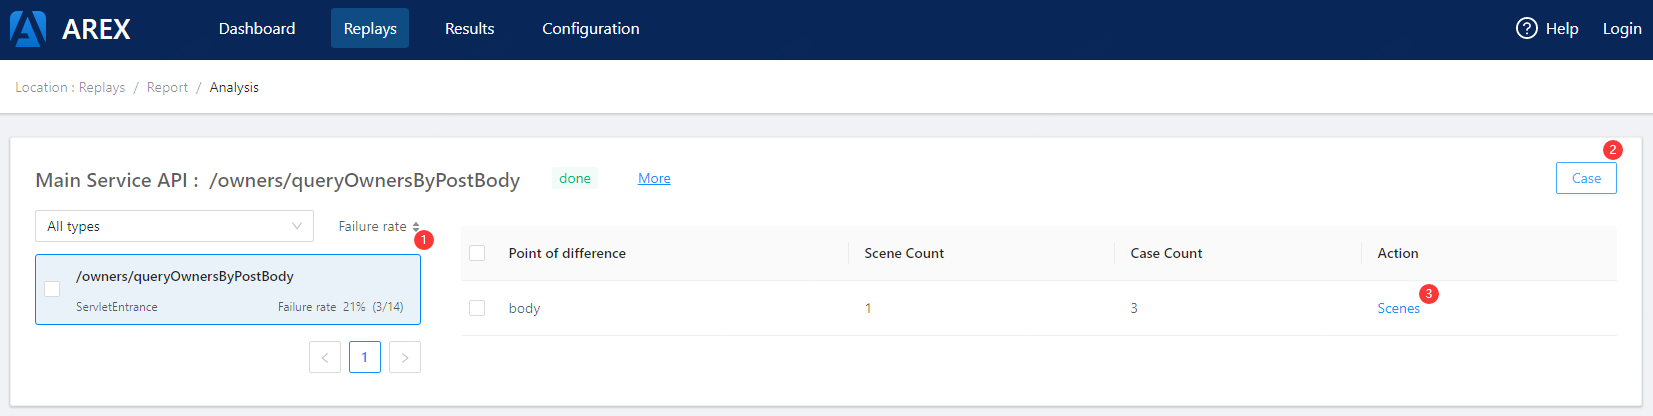 AREX Dashboard Replays Results Configuration Help Login
Location : Replays / Report / Analysis
2
Main Service API : /owners/queryOwnersByPostBody done More Case
All types Failure rate
1
/owners/queryOwnersByPostBody
ServletEntrance Failure rate 21% (3/14)
< 1 >
Point of difference Scene Count Case Count Action
3
body 1 3 Scenes